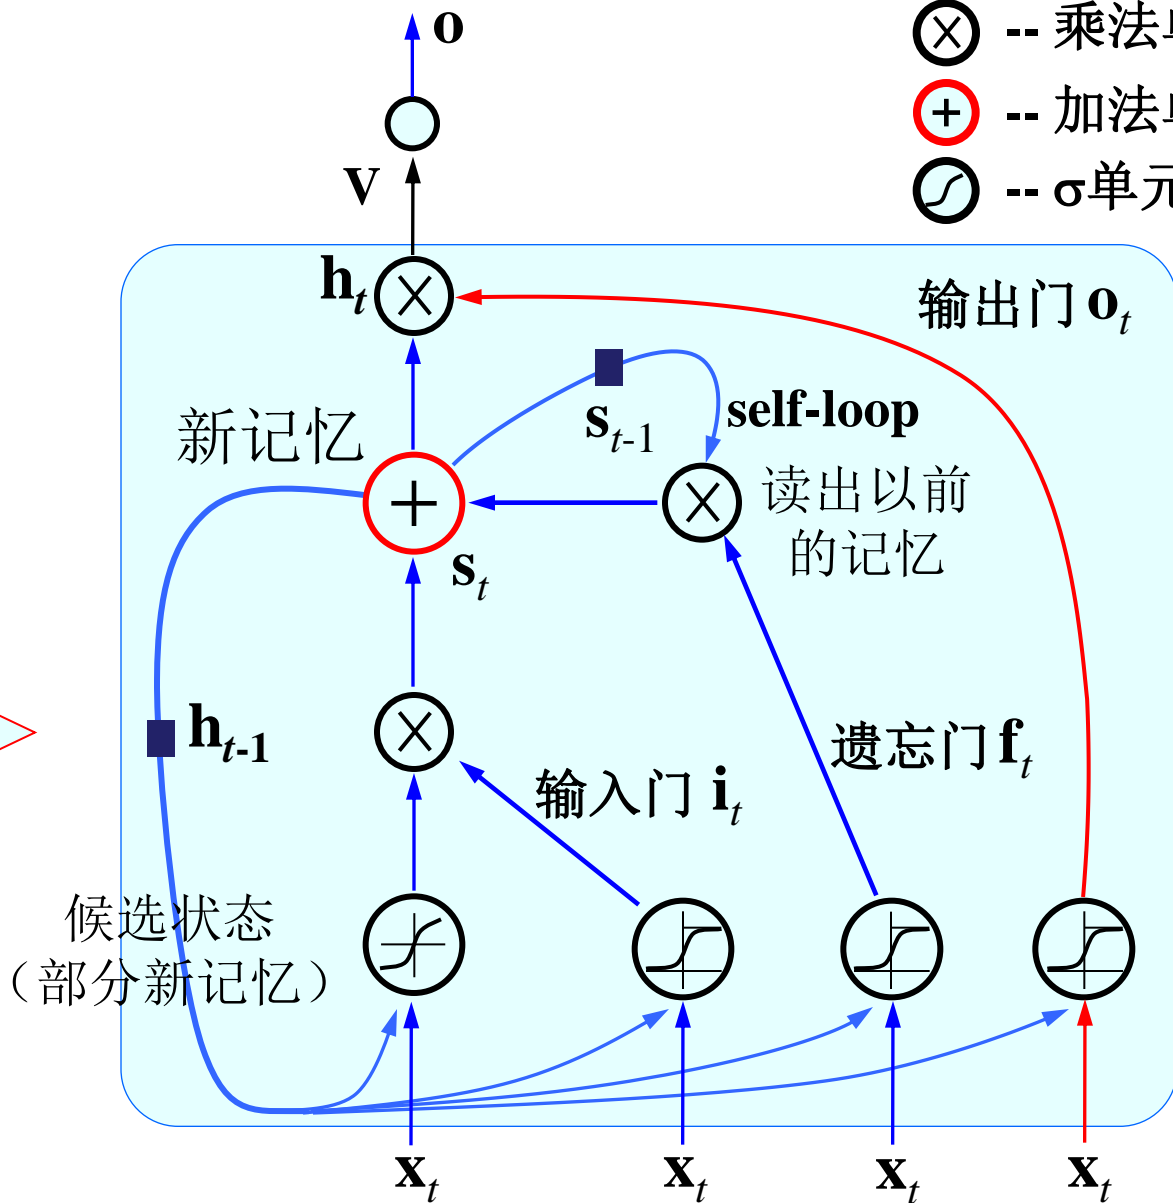 o
-- 乘法
-- 加法
-- σ单元
V
h_t
输出门 o_t
新记忆
s_{t-1}
self-loop
读出以前
的记忆
s_t
h_{t-1}
输入门 i_t
遗忘门 f_t
候选状态
（部分新记忆）
x_t
x_t
x_t
x_t